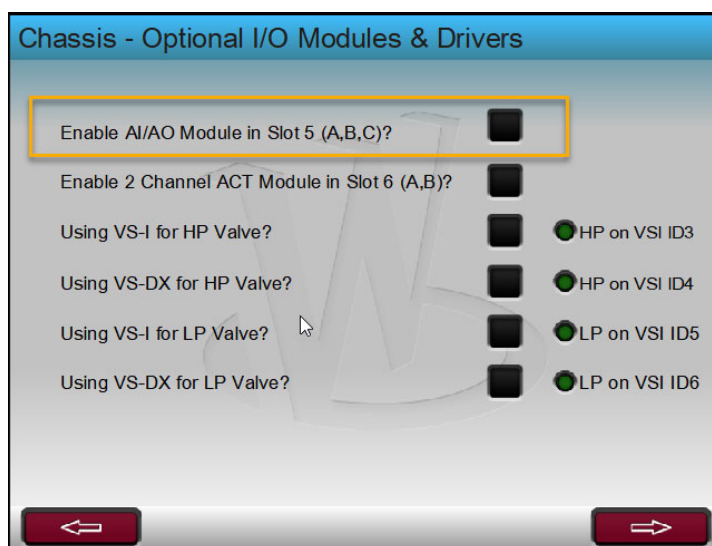 Chassis - Optional I/O Modules & Drivers
Enable AI/AO Module in Slot 5 (A,B,C)?
Enable 2 Channel ACT Module in Slot 6 (A,B)?
Using VS-I for HP Valve?
HP on VSI ID3
Using VS-DX for HP Valve?
HP on VSI ID4
Using VS-I for LP Valve?
LP on VSI ID5
Using VS-DX for LP Valve?
LP on VSI ID6